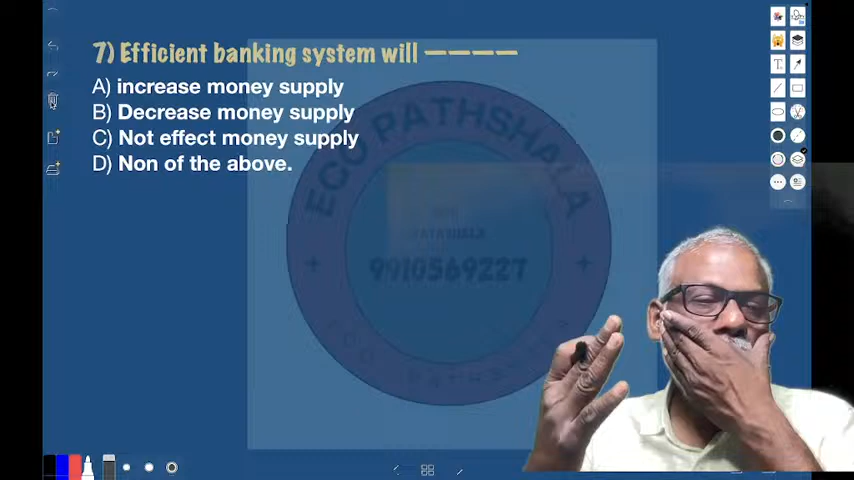 7) Efficient banking system will ————
A) increase money supply
B) Decrease money supply
C) Not effect money supply
D) Non of the above.
ECO PATHSHALA
9910569227